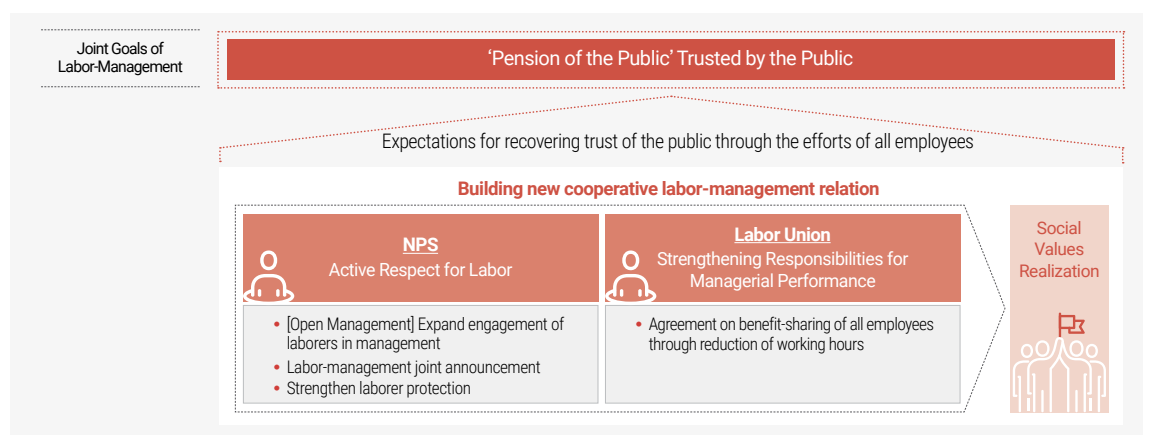 Joint Goals of
Labor-Management
‘Pension of the Public’ Trusted by the Public
Expectations for recovering trust of the public through the efforts of all employees
Building new cooperative labor-management relation
NPS
Active Respect for Labor
Labor Union
Strengthening Responsibilities for
Managerial Performance
• [Open Management] Expand engagement of
laborers in management
• Labor-management joint announcement
• Strengthen laborer protection
• Agreement on benefit-sharing of all employees
through reduction of working hours
Social
Values
Realization